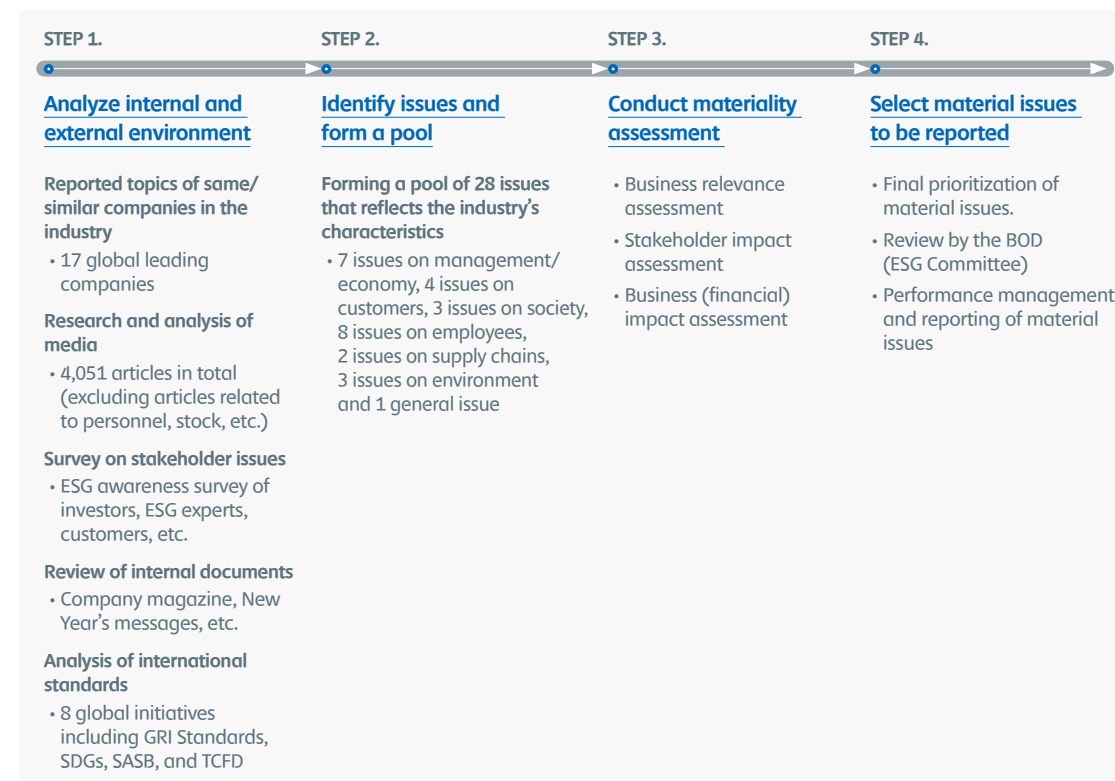 STEP 1.
Analyze internal and
external environment
Reported topics of same/
similar companies in the
industry
• 17 global leading
companies
Research and analysis of
media
• 4,051 articles in total
(excluding articles related
to personnel, stock, etc.)
Survey on stakeholder issues
• ESG awareness survey of
investors, ESG experts,
customers, etc.
Review of internal documents
• Company magazine, New
Year's messages, etc.
Analysis of international
standards
• 8 global initiatives
including GRI Standards,
SDGs, SASB, and TCFD
STEP 2.
Identify issues and
form a pool
Forming a pool of 28 issues
that reflects the industry's
characteristics
• 7 issues on management/
economy, 4 issues on
customers, 3 issues on society,
8 issues on employees,
2 issues on supply chains,
3 issues on environment
and 1 general issue
STEP 3.
Conduct materiality
assessment
• Business relevance
assessment
• Stakeholder impact
assessment
• Business (financial)
impact assessment
STEP 4.
Select material issues
to be reported
• Final prioritization of
material issues.
• Review by the BOD
(ESG Committee)
• Performance management
and reporting of material
issues